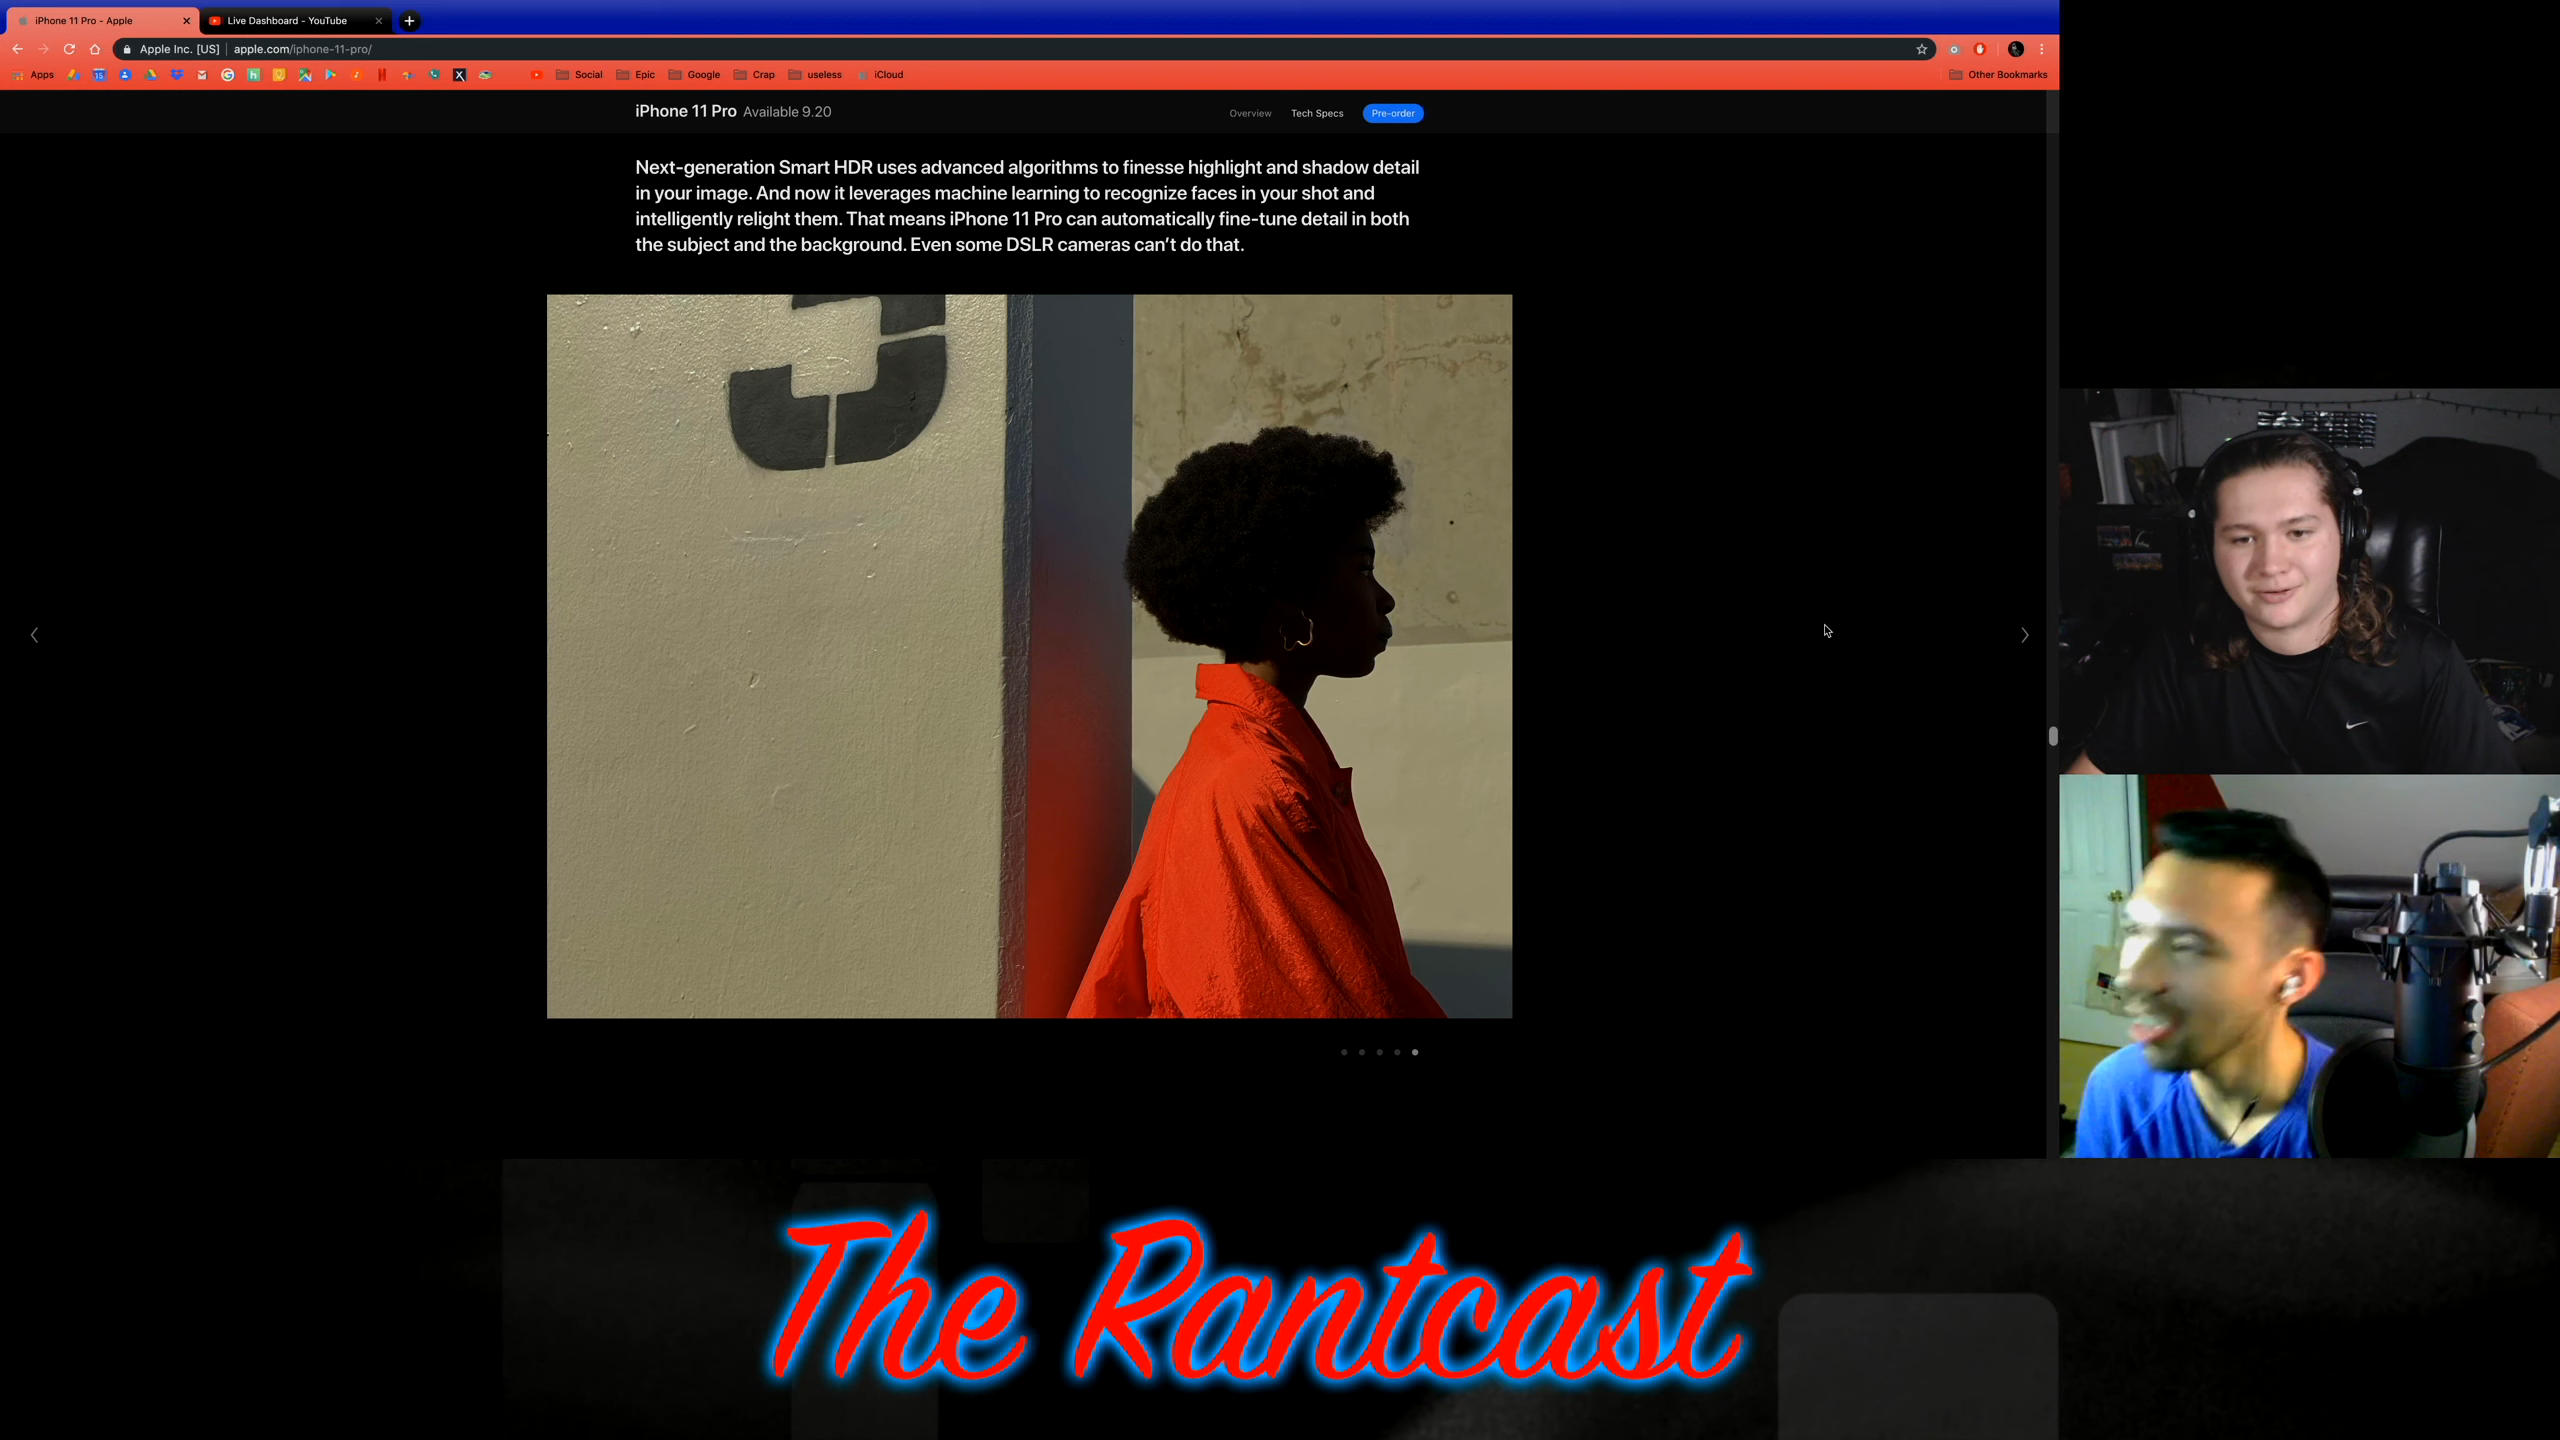 iPhone 11 Pro - Apple
Live Dashboard - YouTube
Apple Inc. [US] | apple.com/iphone-11-pro/
Apps
15
Social
Epic
Google
Crap
useless
iCloud
Other Bookmarks
iPhone 11 Pro Available 9.20
Overview
Tech Specs
Pre-order
Next-generation Smart HDR uses advanced algorithms to finesse highlight and shadow detail
in your image. And now it leverages machine learning to recognize faces in your shot and
intelligently relight them. That means iPhone 11 Pro can automatically fine-tune detail in both
the subject and the background. Even some DSLR cameras can't do that.
The Rantcast